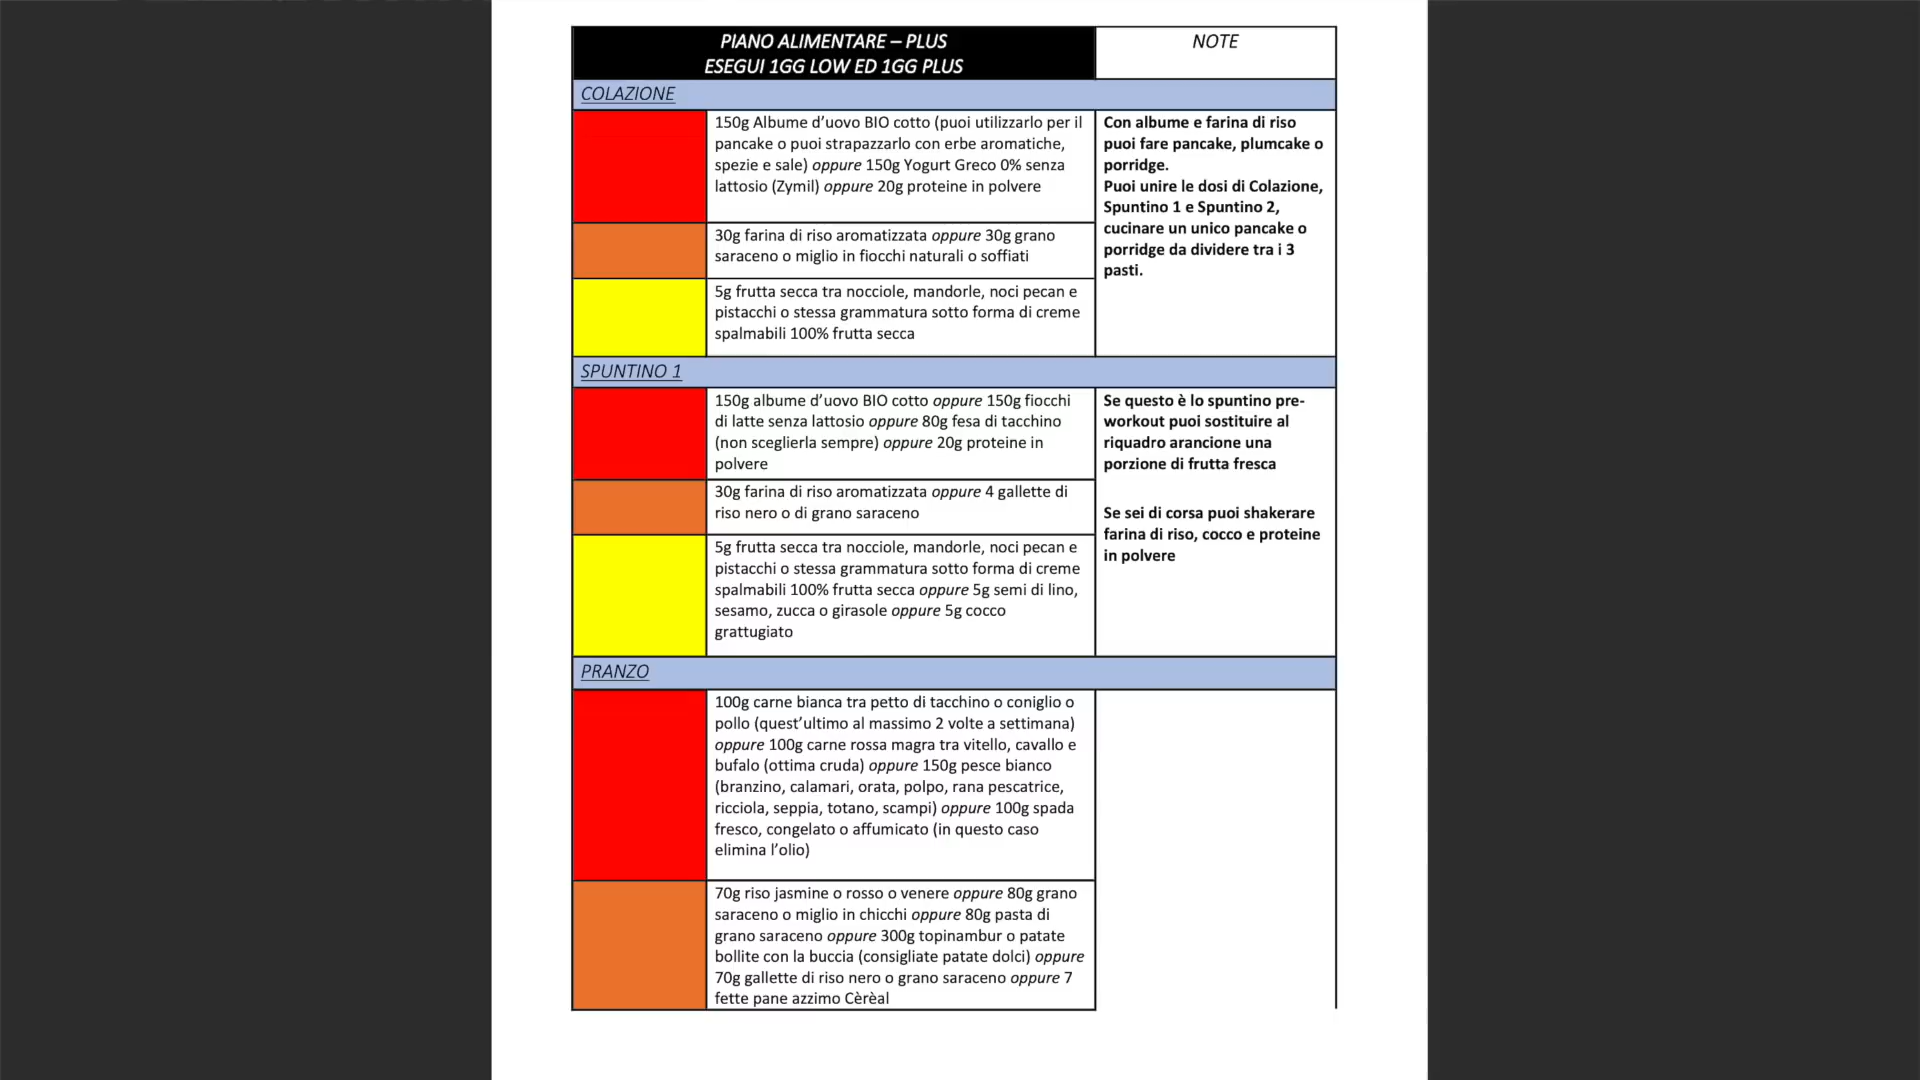 PIANO ALIMENTARE – PLUS
ESEGUI 1GG LOW ED 1GG PLUS
NOTE
COLAZIONE
150g Albume d’uovo BIO cotto (puoi utilizzarlo per il
pancake o puoi strapazzarlo con erbe aromatiche,
spezie e sale) oppure 150g Yogurt Greco 0% senza
lattosio (Zymil) oppure 20g proteine in polvere
30g farina di riso aromatizzata oppure 30g grano
saraceno o miglio in fiocchi naturali o soffiati
5g frutta secca tra nocciole, mandorle, noci pecan e
pistacchi o stessa grammatura sotto forma di creme
spalmabili 100% frutta secca
Con albume e farina di riso
puoi fare pancake, plumcake o
porridge.
Puoi unire le dosi di Colazione,
Spuntino 1 e Spuntino 2,
cucinare un unico pancake o
porridge da dividere tra i 3
pasti.
SPUNTINO 1
150g albume d’uovo BIO cotto oppure 150g fiocchi
di latte senza lattosio oppure 80g fesa di tacchino
(non sceglierla sempre) oppure 20g proteine in
polvere
30g farina di riso aromatizzata oppure 4 gallette di
riso nero o di grano saraceno
5g frutta secca tra nocciole, mandorle, noci pecan e
pistacchi o stessa grammatura sotto forma di creme
spalmabili 100% frutta secca oppure 5g semi di lino,
sesamo, zucca o girasole oppure 5g cocco
grattugiato
Se questo è lo spuntino pre-
workout puoi sostituire al
riquadro arancione una
porzione di frutta fresca
Se sei di corsa puoi shakerare
farina di riso, cocco e proteine
in polvere
PRANZO
100g carne bianca tra petto di tacchino o coniglio o
pollo (quest’ultimo al massimo 2 volte a settimana)
oppure 100g carne rossa magra tra vitello, cavallo e
bufalo (ottima cruda) oppure 150g pesce bianco
(branzino, calamari, orata, polpo, rana pescatrice,
ricciola, seppia, totano, scampi) oppure 100g spada
fresco, congelato o affumicato (in questo caso
elimina l’olio)
70g riso jasmine o rosso o venere oppure 80g grano
saraceno o miglio in chicchi oppure 80g pasta di
grano saraceno oppure 300g topinambur o patate
bollite con la buccia (consigliate patate dolci) oppure
70g gallette di riso nero o grano saraceno oppure 7
fette pane azzimo Cèrèal